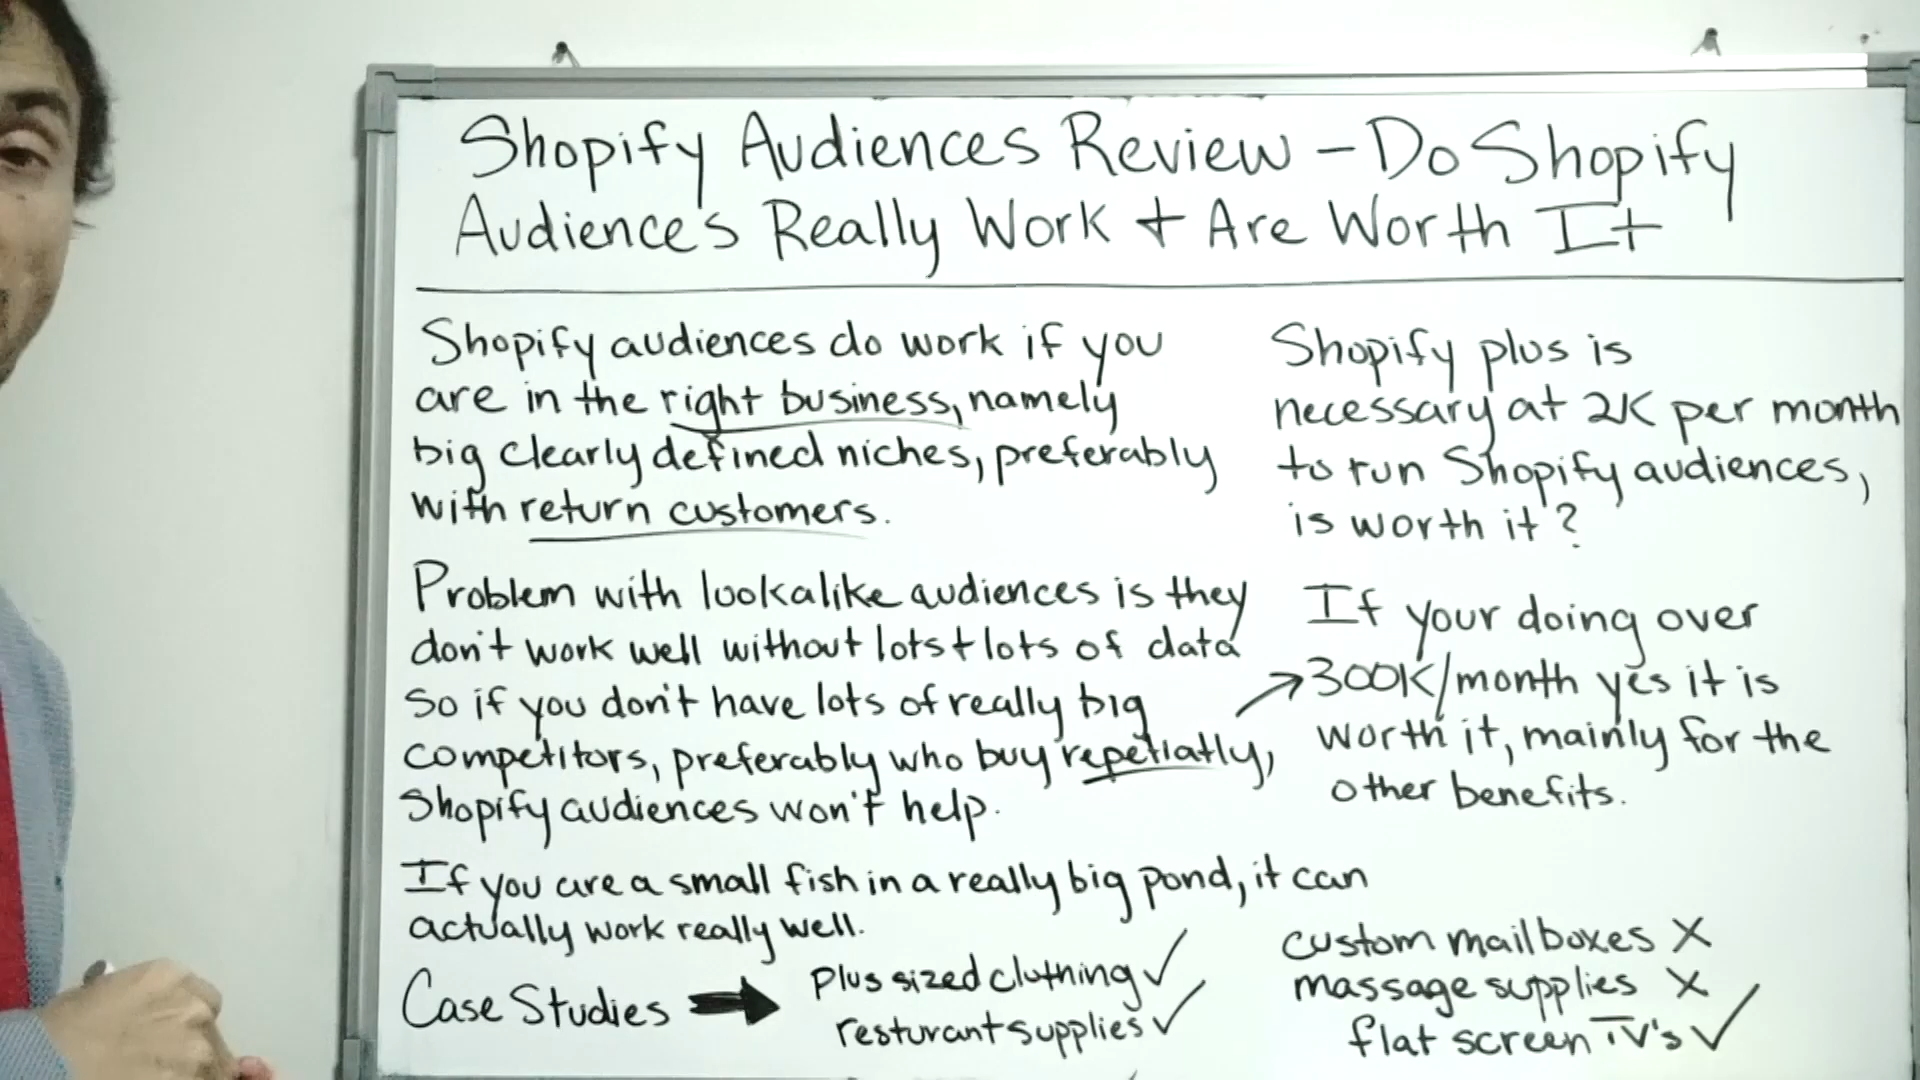 Shopify Audiences Review - Do Shopify
Audiences Really Work + Are Worth It
Shopify audiences do work if you
are in the right business, namely
big clearly defined niches, preferably
with return customers.
Problem with lookalike audiences is they
don't work well without lots + lots of data
so if you don't have lots of really big
competitors, preferably who buy repetiatly,
Shopify audiences won't help.
If you are a small fish in a really big pond, it can
actually work really well.
Case Studies →
plus sized clothing ✓
resturant supplies ✓
Shopify plus is
necessary at 2K per month
to run Shopify audiences,
is worth it?
If your doing over
→ 300K/month yes it is
worth it, mainly for the
other benefits.
custom mailboxes X
massage supplies X
flat screen TV's ✓